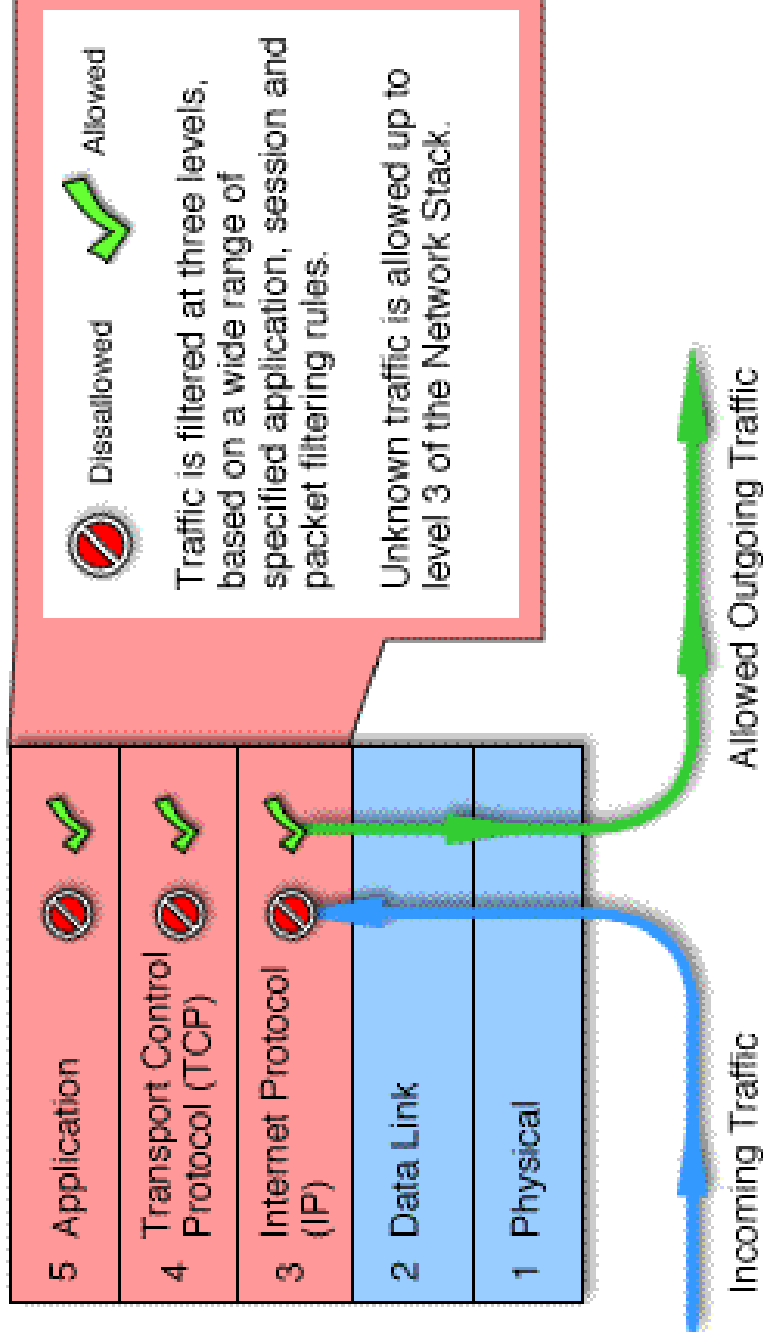 5 Application
4 Transport Control
Protocol (TCP)
3 Internet Protocol
(IP)
2 Data Link
1 Physical
Dissallowed
Allowed
Traffic is filtered at three levels,
based on a wide range of
specified application, session and
packet filtering rules.
Unknown traffic is allowed up to
level 3 of the Network Stack.
Incoming Traffic
Allowed Outgoing Traffic